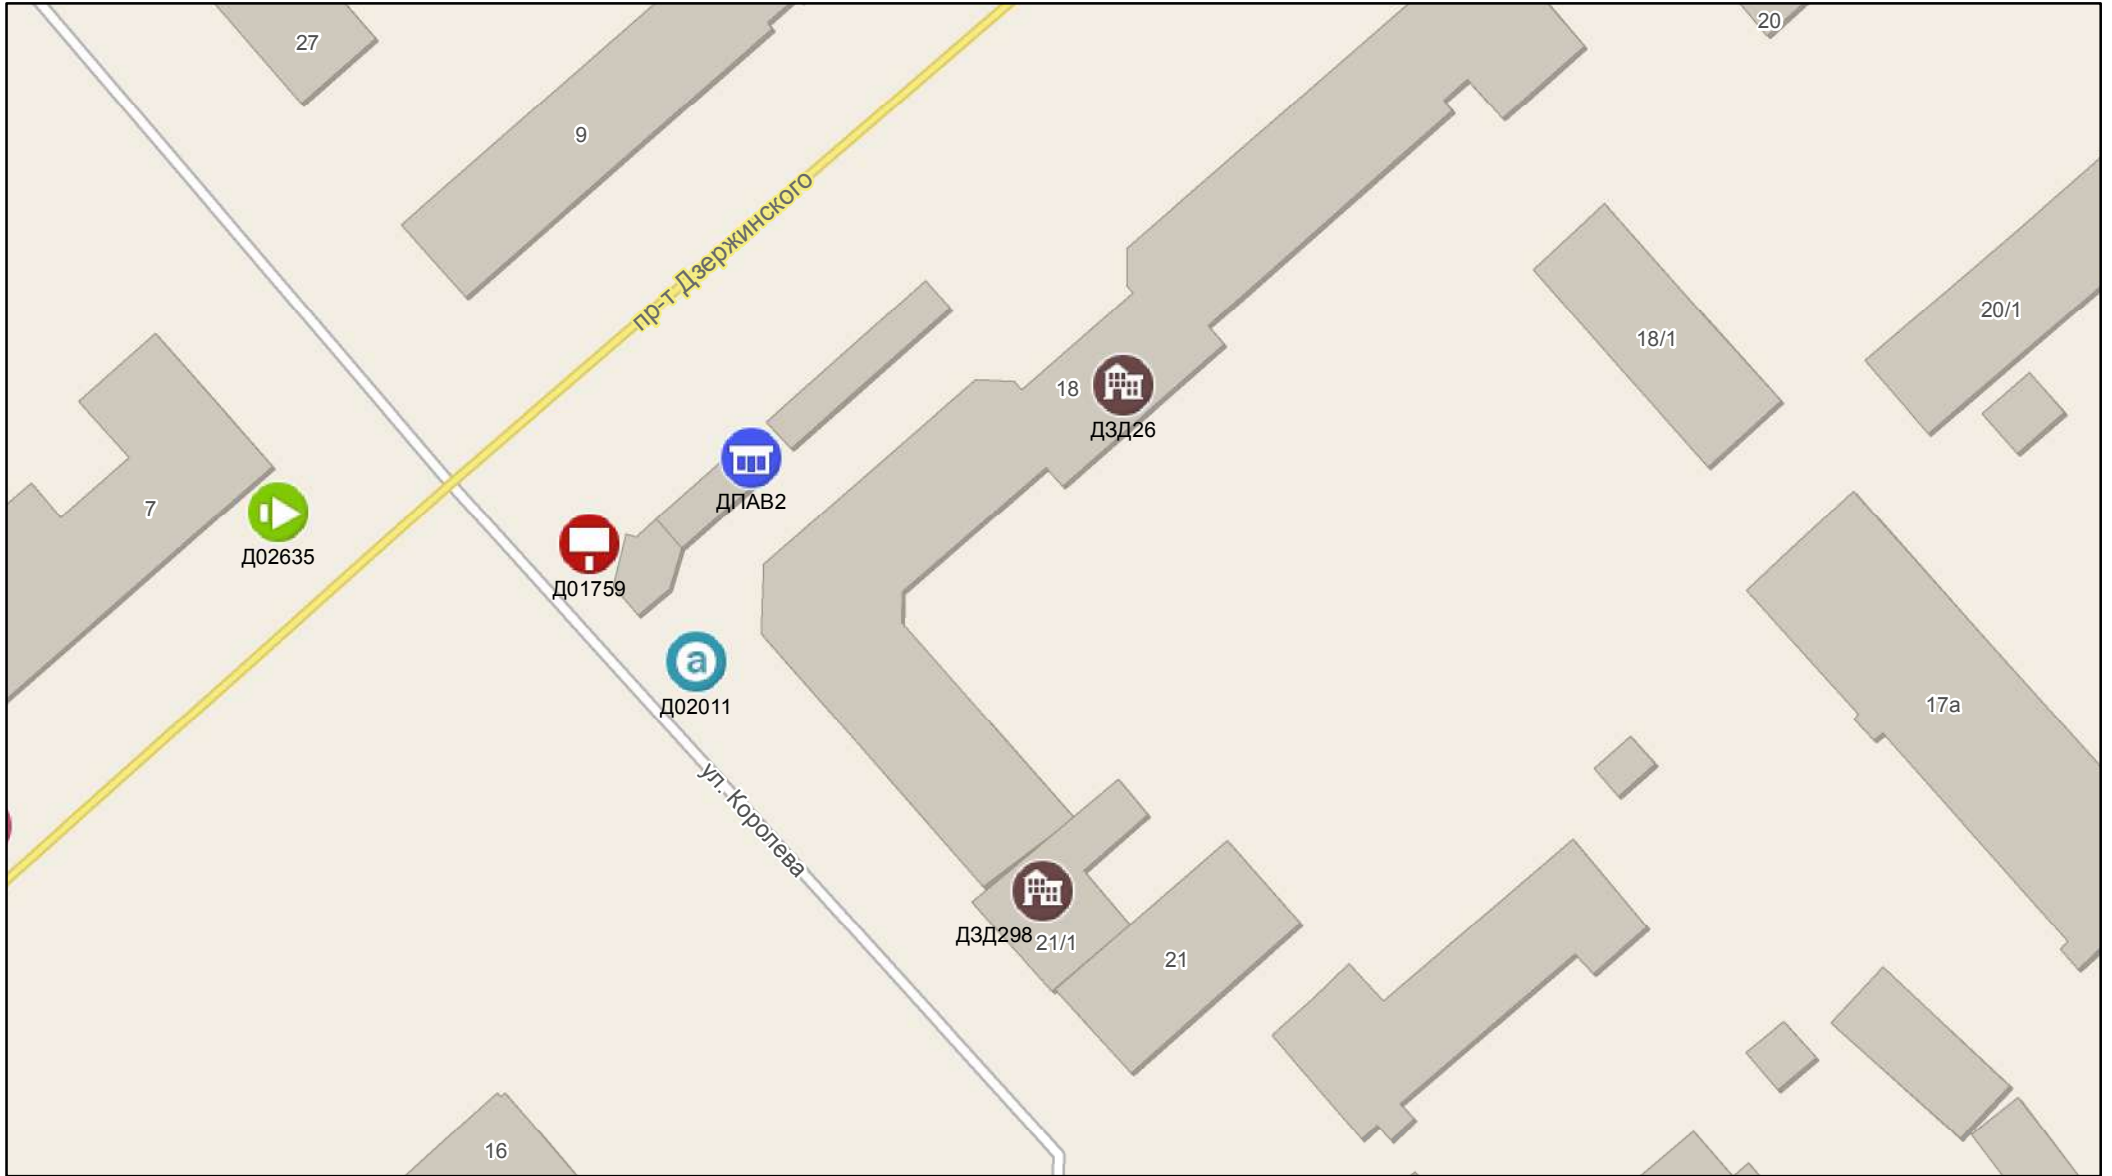 20
27
9
пр-т Дзержинского
20/1
18/1
18
ДЗД26
ДПАВ2
7
Д02635
Д01759
a
Д02011
17а
ул. Королева
ДЗД298
21/1
21
16